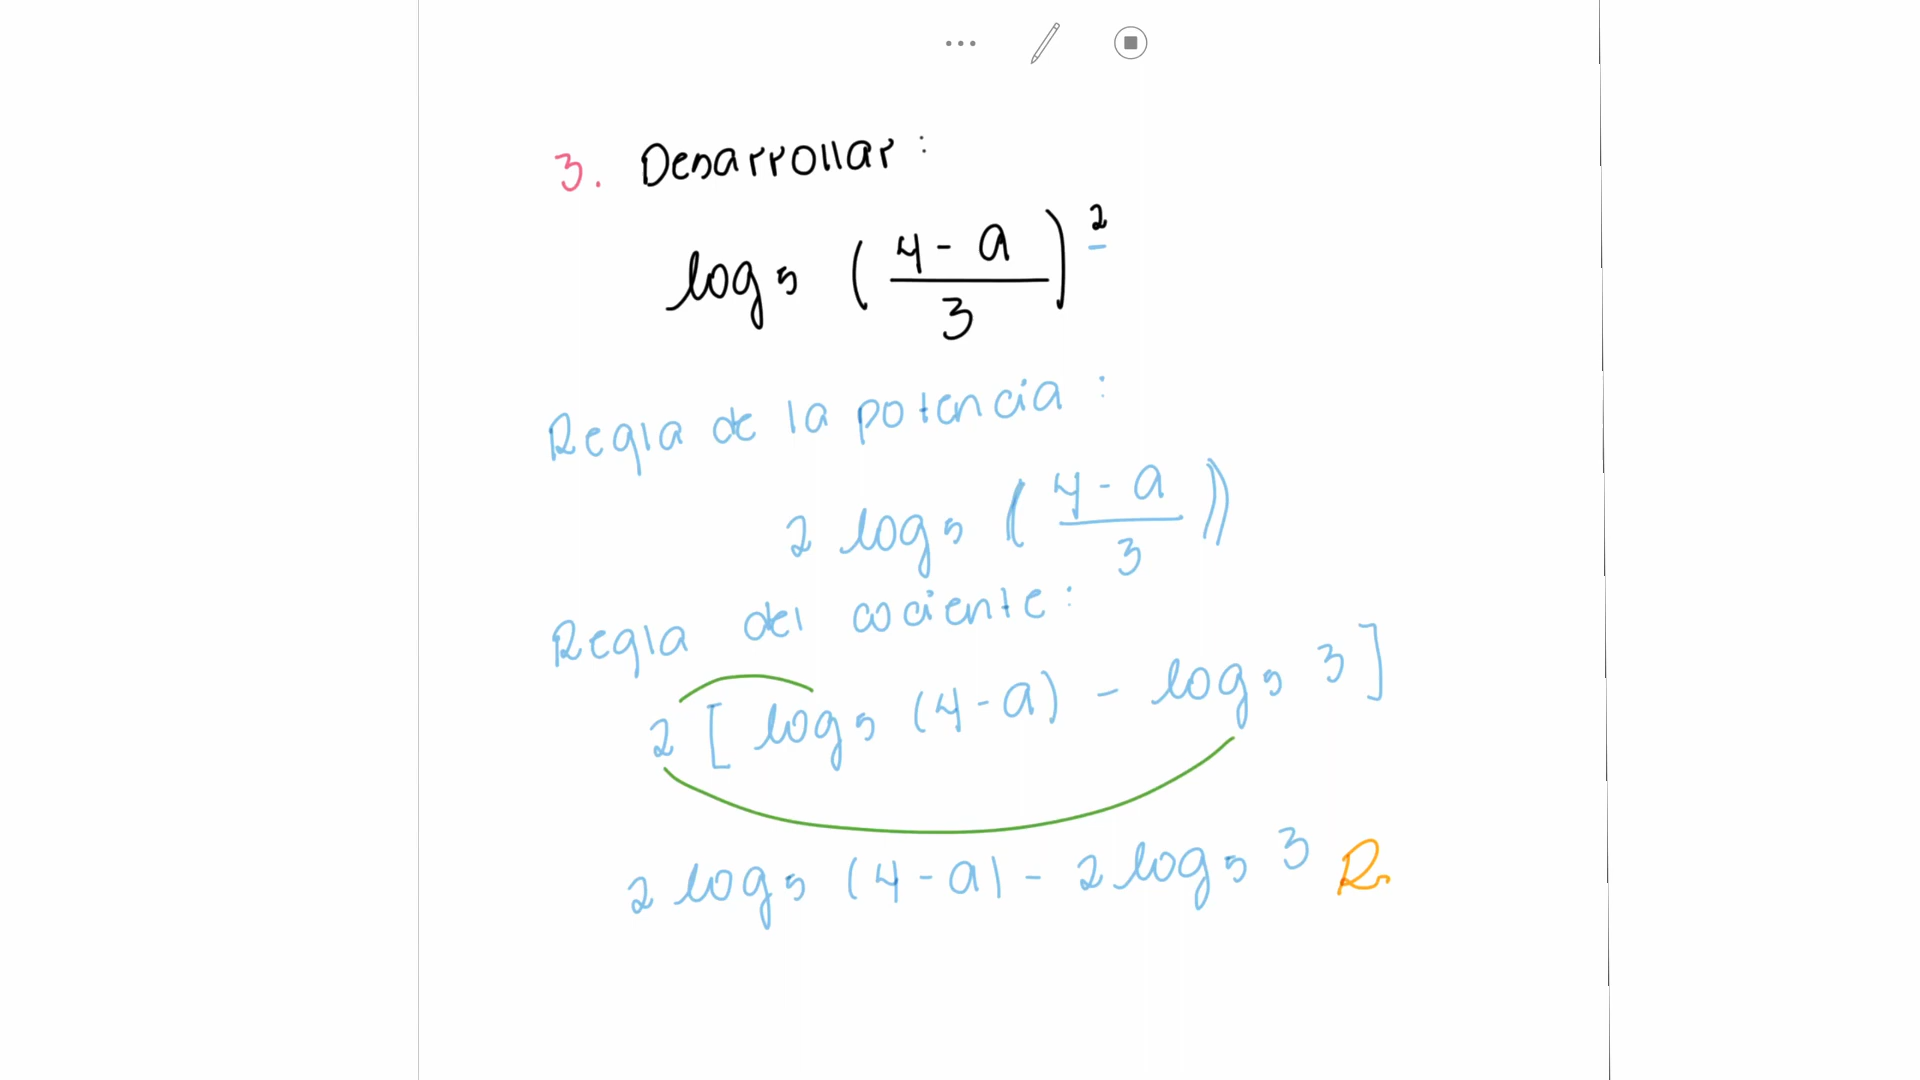 3. Desarrollar:
log₅ ((4 - a)/3)²
Regla de la potencia:
2 log₅ ((4 - a)/3)
Regla del cociente:
2 [ log₅ (4 - a) - log₅ 3 ]
2 log₅ (4 - a) - 2 log₅ 3 R